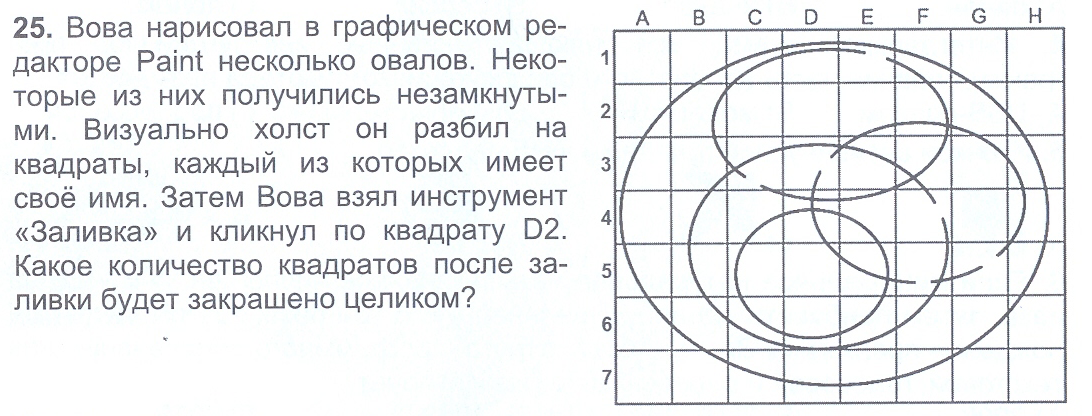 25. Вова нарисовал в графическом ре-
дакторе Paint несколько овалов. Неко-
торые из них получились незамкнуты-
ми. Визуально холст он разбил на
квадраты, каждый из которых имеет
своё имя. Затем Вова взял инструмент
«Заливка» и кликнул по квадрату D2.
Какое количество квадратов после за-
ливки будет закрашено целиком?
A B C D E F G H
1
2
3
4
5
6
7